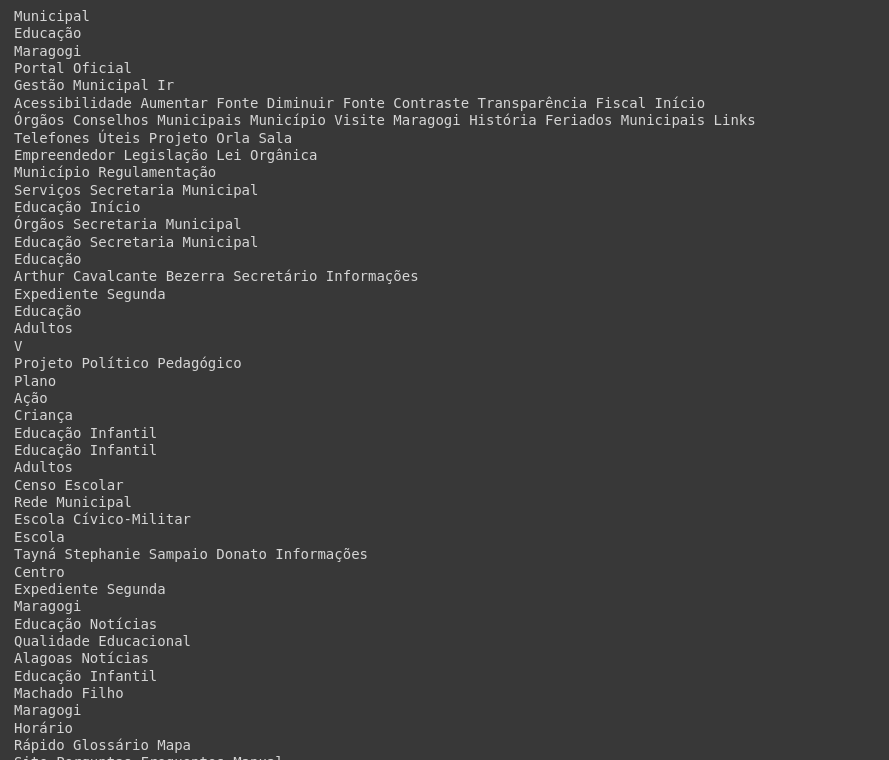 Municipal
Educação
Maragogi
Portal Oficial
Gestão Municipal Ir
Acessibilidade Aumentar Fonte Diminuir Fonte Contraste Transparência Fiscal Início
Órgãos Conselhos Municipais Município Visite Maragogi História Feriados Municipais Links
Telefones Úteis Projeto Orla Sala
Empreendedor Legislação Lei Orgânica
Município Regulamentação
Serviços Secretaria Municipal
Educação Início
Órgãos Secretaria Municipal
Educação Secretaria Municipal
Educação
Arthur Cavalcante Bezerra Secretário Informações
Expediente Segunda
Educação
Adultos
V
Projeto Político Pedagógico
Plano
Ação
Criança
Educação Infantil
Educação Infantil
Adultos
Censo Escolar
Rede Municipal
Escola Cívico-Militar
Escola
Tayná Stephanie Sampaio Donato Informações
Centro
Expediente Segunda
Maragogi
Educação Notícias
Qualidade Educacional
Alagoas Notícias
Educação Infantil
Machado Filho
Maragogi
Horário
Rápido Glossário Mapa
Site Perguntas Frequentes Manual